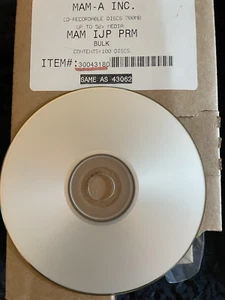 MAM-A INC.
CD-RECORDABLE DISCS 700MB
UP TO 52x MEDIA
MAM IJP PRM
BULK
CONTENTS:100 DISCS
ITEM#:30043180
SAME AS 43062